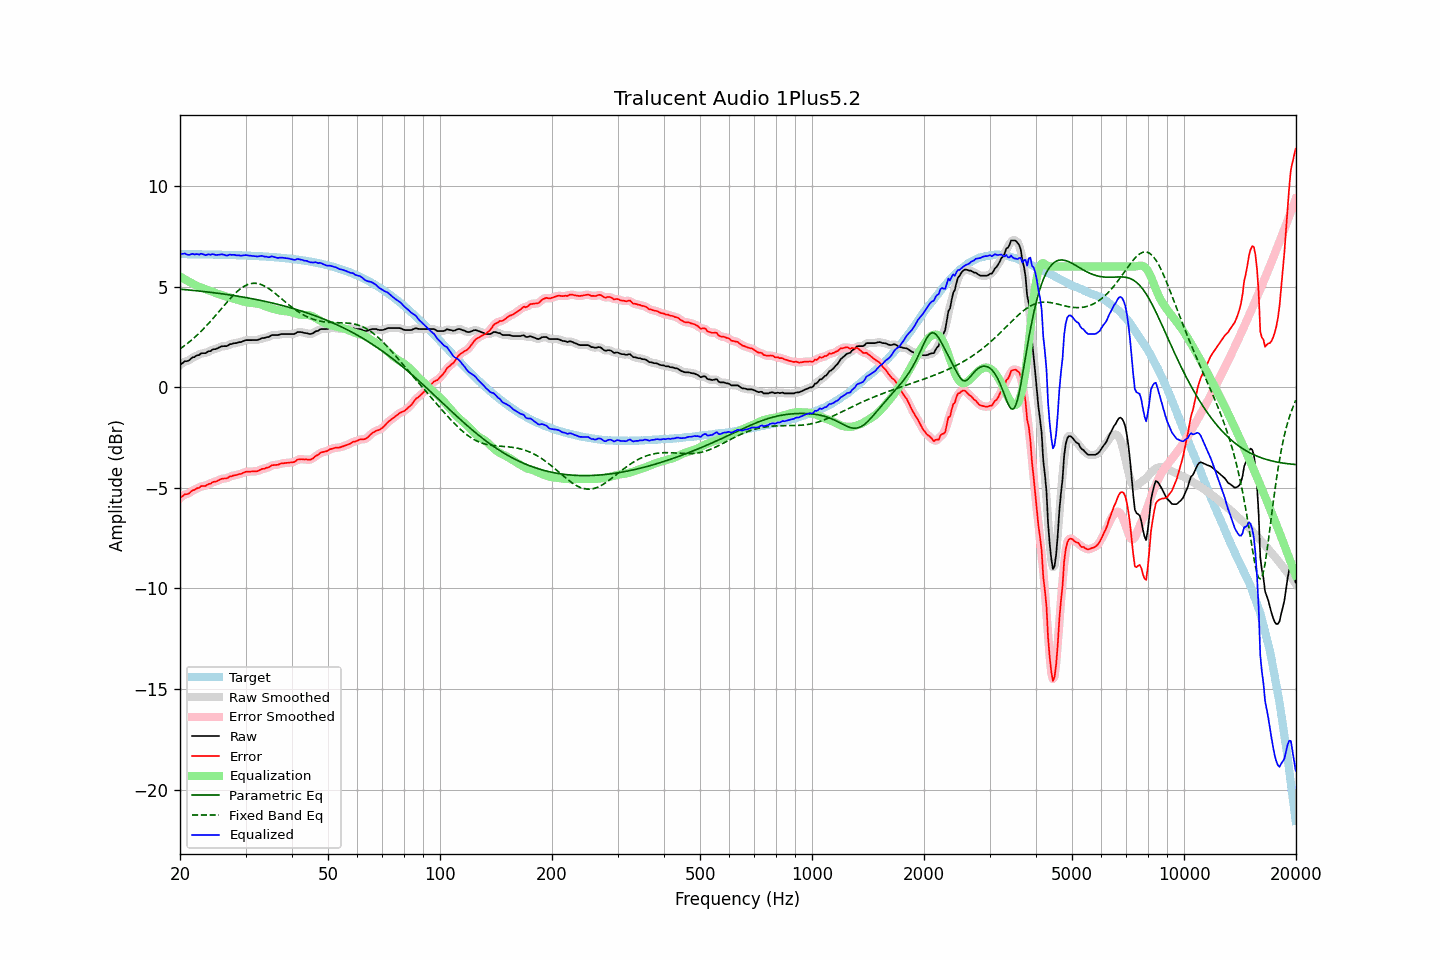 Tralucent Audio 1Plus5.2
Amplitude (dBr)
10
5
0
−5
−10
−15
−20
Target
Raw Smoothed
Error Smoothed
Raw
Error
Equalization
Parametric Eq
Fixed Band Eq
Equalized
20 50 100 200 500 1000 2000 5000 10000 20000
Frequency (Hz)